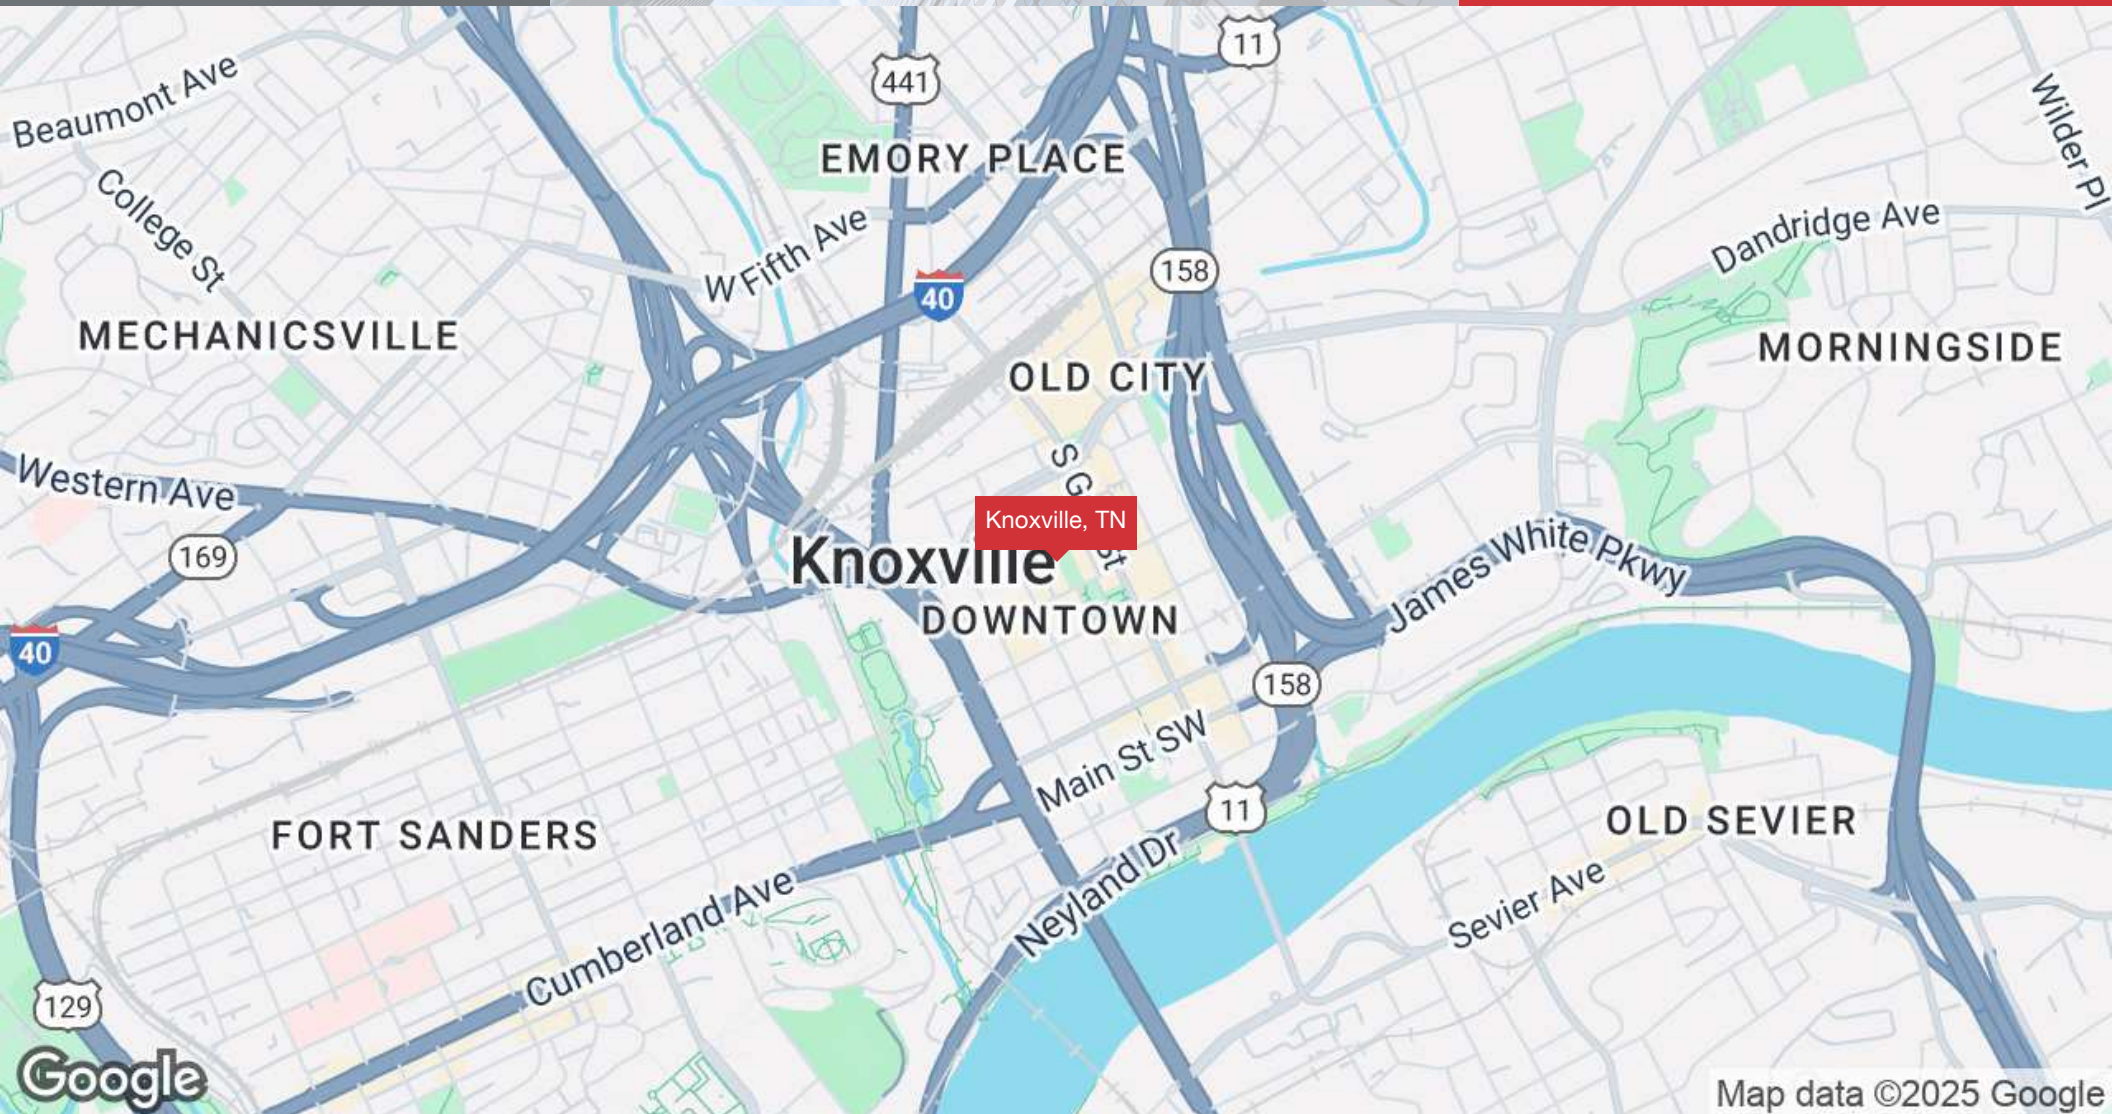 11
441
Beaumont Ave
Wilder Pl
EMORY PLACE
College St
W Fifth Ave
Dandridge Ave
158
40
MECHANICSVILLE
MORNINGSIDE
OLD CITY
Western Ave
S G
St
Knoxville, TN
169
Knoxville
James White Pkwy
DOWNTOWN
40
158
Main St SW
11
FORT SANDERS
OLD SEVIER
Neyland Dr
Cumberland Ave
Sevier Ave
129
Google
Map data ©2025 Google